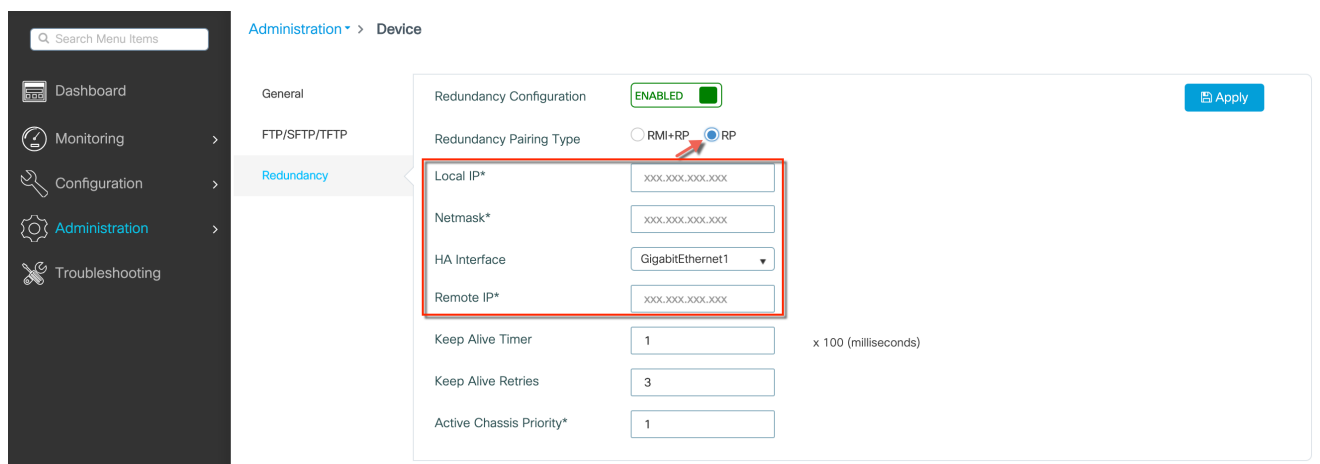 Search Menu Items
Dashboard
Monitoring
Configuration
Administration
Troubleshooting
Administration > Device
General
FTP/SFTP/TFTP
Redundancy
Redundancy Configuration ENABLED
Apply
Redundancy Pairing Type RMI+RP RP
Local IP* xxx.xxx.xxx.xxx
Netmask* xxx.xxx.xxx.xxx
HA Interface GigabitEthernet1
Remote IP* xxx.xxx.xxx.xxx
Keep Alive Timer 1 x 100 (milliseconds)
Keep Alive Retries 3
Active Chassis Priority* 1